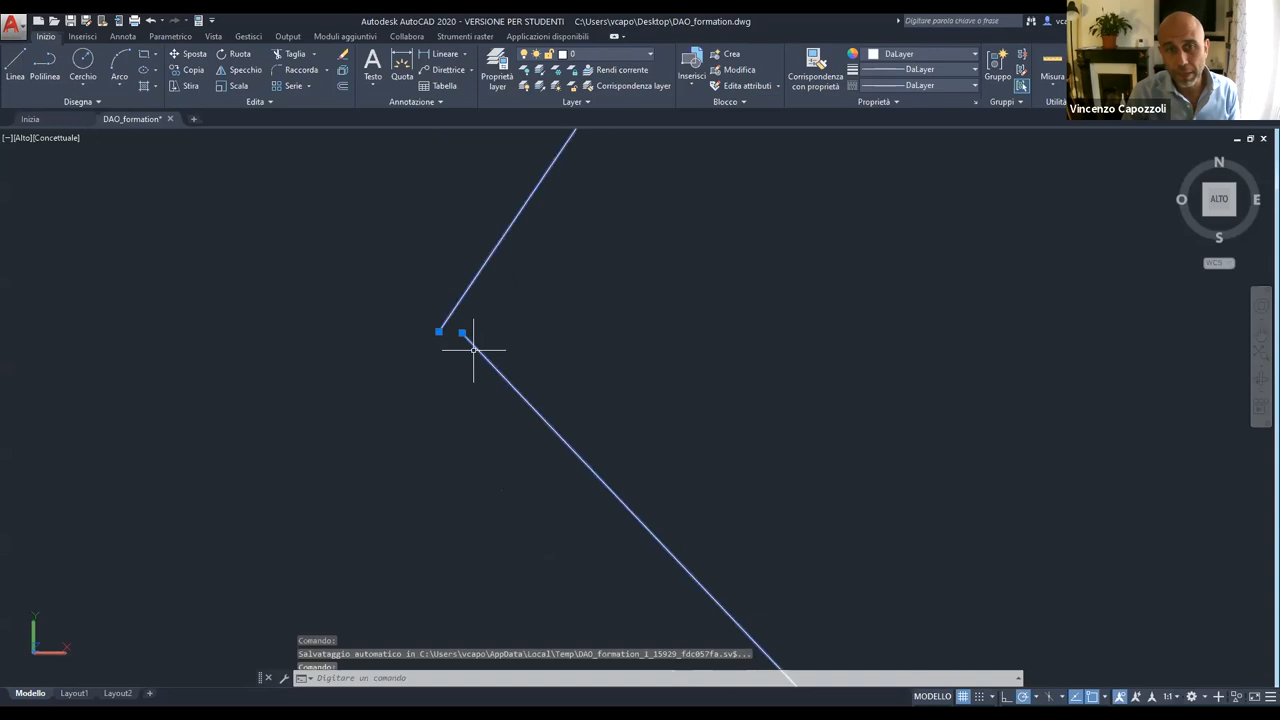 Autodesk AutoCAD 2020 - VERSIONE PER STUDENTI C:\Users\vcapo\Desktop\DAO_formation.dwg
Digitare parola chiave o frase
Inizio Inserisci Annota Parametrico Vista Gestisci Output Moduli aggiuntivi Collabora Strumenti raster Applicazioni disponibili
Linea Polilinea Cerchio Arco
Sposta Ruota Taglia
Copia Specchio Raccorda
Stira Scala Serie
Testo Quota
Lineare
Direttrice
Tabella
Proprietà layer
0
Rendi corrente
Corrispondenza layer
Inserisci
Crea
Modifica
Edita attributi
Corrispondenza con proprietà
DaLayer
DaLayer
DaLayer
Gruppo
Misura
Disegna Edita Annotazione Layer Blocco Proprietà Gruppi
Vincenzo Capozzoli
Inizia DAO_formation*
[−][Alto][Concettuale]
N
O ALTO E
S
WCS
Y
X
Comando:
Salvataggio automatico in C:\Users\vcapo\AppData\Local\Temp\DAO_formation_1_15929_fdc057fa.sv$...
Comando:
Digitare un comando
Modello Layout1 Layout2
MODELLO 1:1